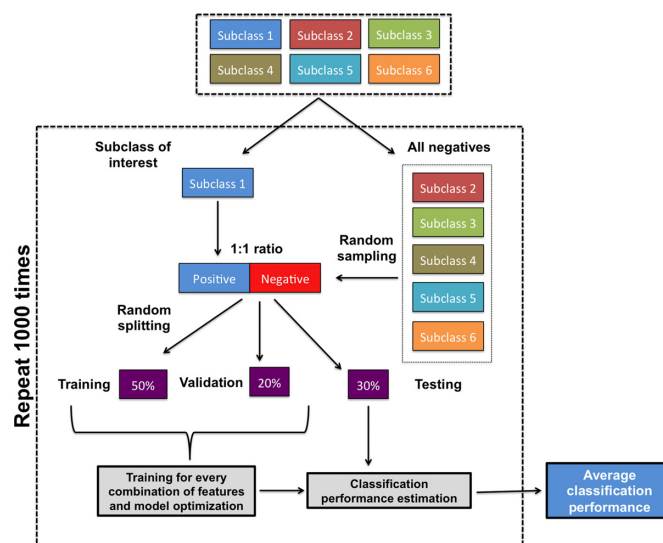 Subclass 1
Subclass 2
Subclass 3
Subclass 4
Subclass 5
Subclass 6
Subclass of
interest
All negatives
Subclass 1
Subclass 2
Subclass 3
Subclass 4
Subclass 5
Subclass 6
1:1 ratio
Random
sampling
Positive
Negative
Random
splitting
Training
50%
Validation
20%
30%
Testing
Repeat 1000 times
Training for every
combination of features
and model optimization
Classification
performance estimation
Average
classification
performance